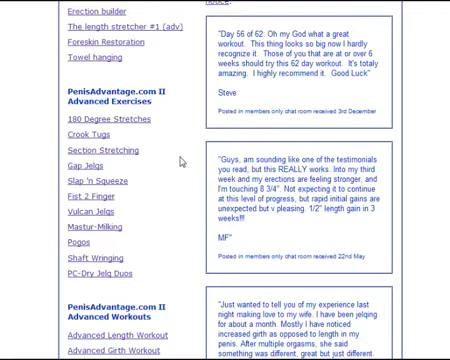 Erection builder
The length stretcher #1 (adv)
Foreskin Restoration
Towel hanging
PenisAdvantage.com II
Advanced Exercises
180 Degree Stretches
Crook Tugs
Section Stretching
Gap Jelqs
Slap 'n Squeeze
Fist 2 Finger
Vulcan Jelqs
Mastur-Milking
Pogos
Shaft Wringing
PC-Dry Jelq Duos
PenisAdvantage.com II
Advanced Workouts
Advanced Length Workout
Advanced Girth Workout
notice.
"Day 56 of 62. Oh my God what a great
workout. This thing looks so big now I hardly
recognize it. Those of you that are at or over 6
weeks should try this 62 day workout. It's totaly
amazing. I highly recommend it. Good Luck"
Steve
Posted in members only chat room received 3rd December
"Guys, am sounding like one of the testimonials
you read, but this REALLY works. Into my third
week and my erections are feeling stronger, and
I'm touching 8 3/4". Not expecting it to continue
at this level of progress, but rapid initial gains are
unexpected but v pleasing. 1/2" length gain in 3
weeks!!!
MF"
Posted in members only chat room received 22nd May
"Just wanted to tell you of my experience last
night making love to my wife. I have been jelqing
for about a month. Mostly I have noticed
increased girth as opposed to length in my
penis. After multiple orgasms, she said
something was different, great but just different.